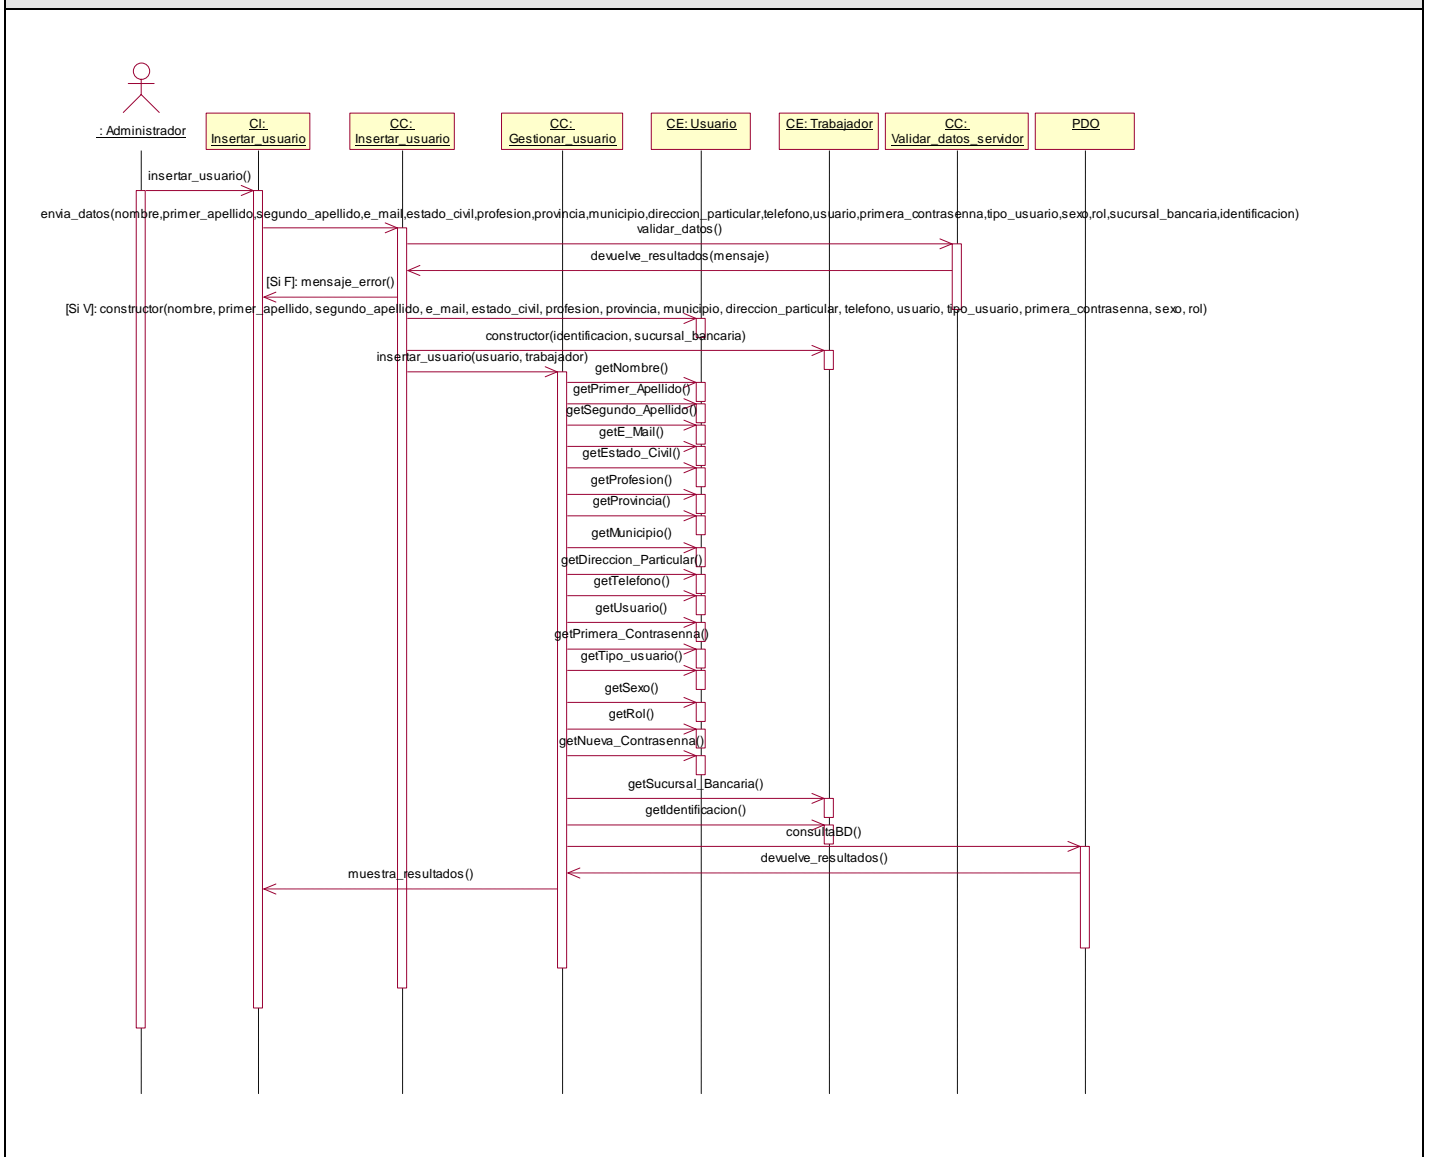 : Administrador
CI:
Insertar_usuario
CC:
Insertar_usuario
CC:
Gestionar_usuario
CE: Usuario
CE: Trabajador
CC:
Validar_datos_servidor
PDO
insertar_usuario()
envia_datos(nombre,primer_apellido,segundo_apellido,e_mail,estado_civil,profesion,provincia,municipio,direccion_particular,telefono,usuario,primera_contrasenna,tipo_usuario,sexo,rol,sucursal_bancaria,identificacion)
validar_datos()
devuelve_resultados(mensaje)
[Si F]: mensaje_error()
[Si V]: constructor(nombre, primer_apellido, segundo_apellido, e_mail, estado_civil, profesion, provincia, municipio, direccion_particular, telefono, usuario, tipo_usuario, primera_contrasenna, sexo, rol)
constructor(identificacion, sucursal_bancaria)
insertar_usuario(usuario, trabajador)
getNombre()
getPrimer_Apellido()
getSegundo_Apellido()
getE_Mail()
getEstado_Civil()
getProfesion()
getProvincia()
getMunicipio()
getDireccion_Particular()
getTelefono()
getUsuario()
getPrimera_Contrasenna()
getTipo_usuario()
getSexo()
getRol()
getNueva_Contrasenna()
getSucursal_Bancaria()
getIdentificacion()
consultaBD()
devuelve_resultados()
muestra_resultados()